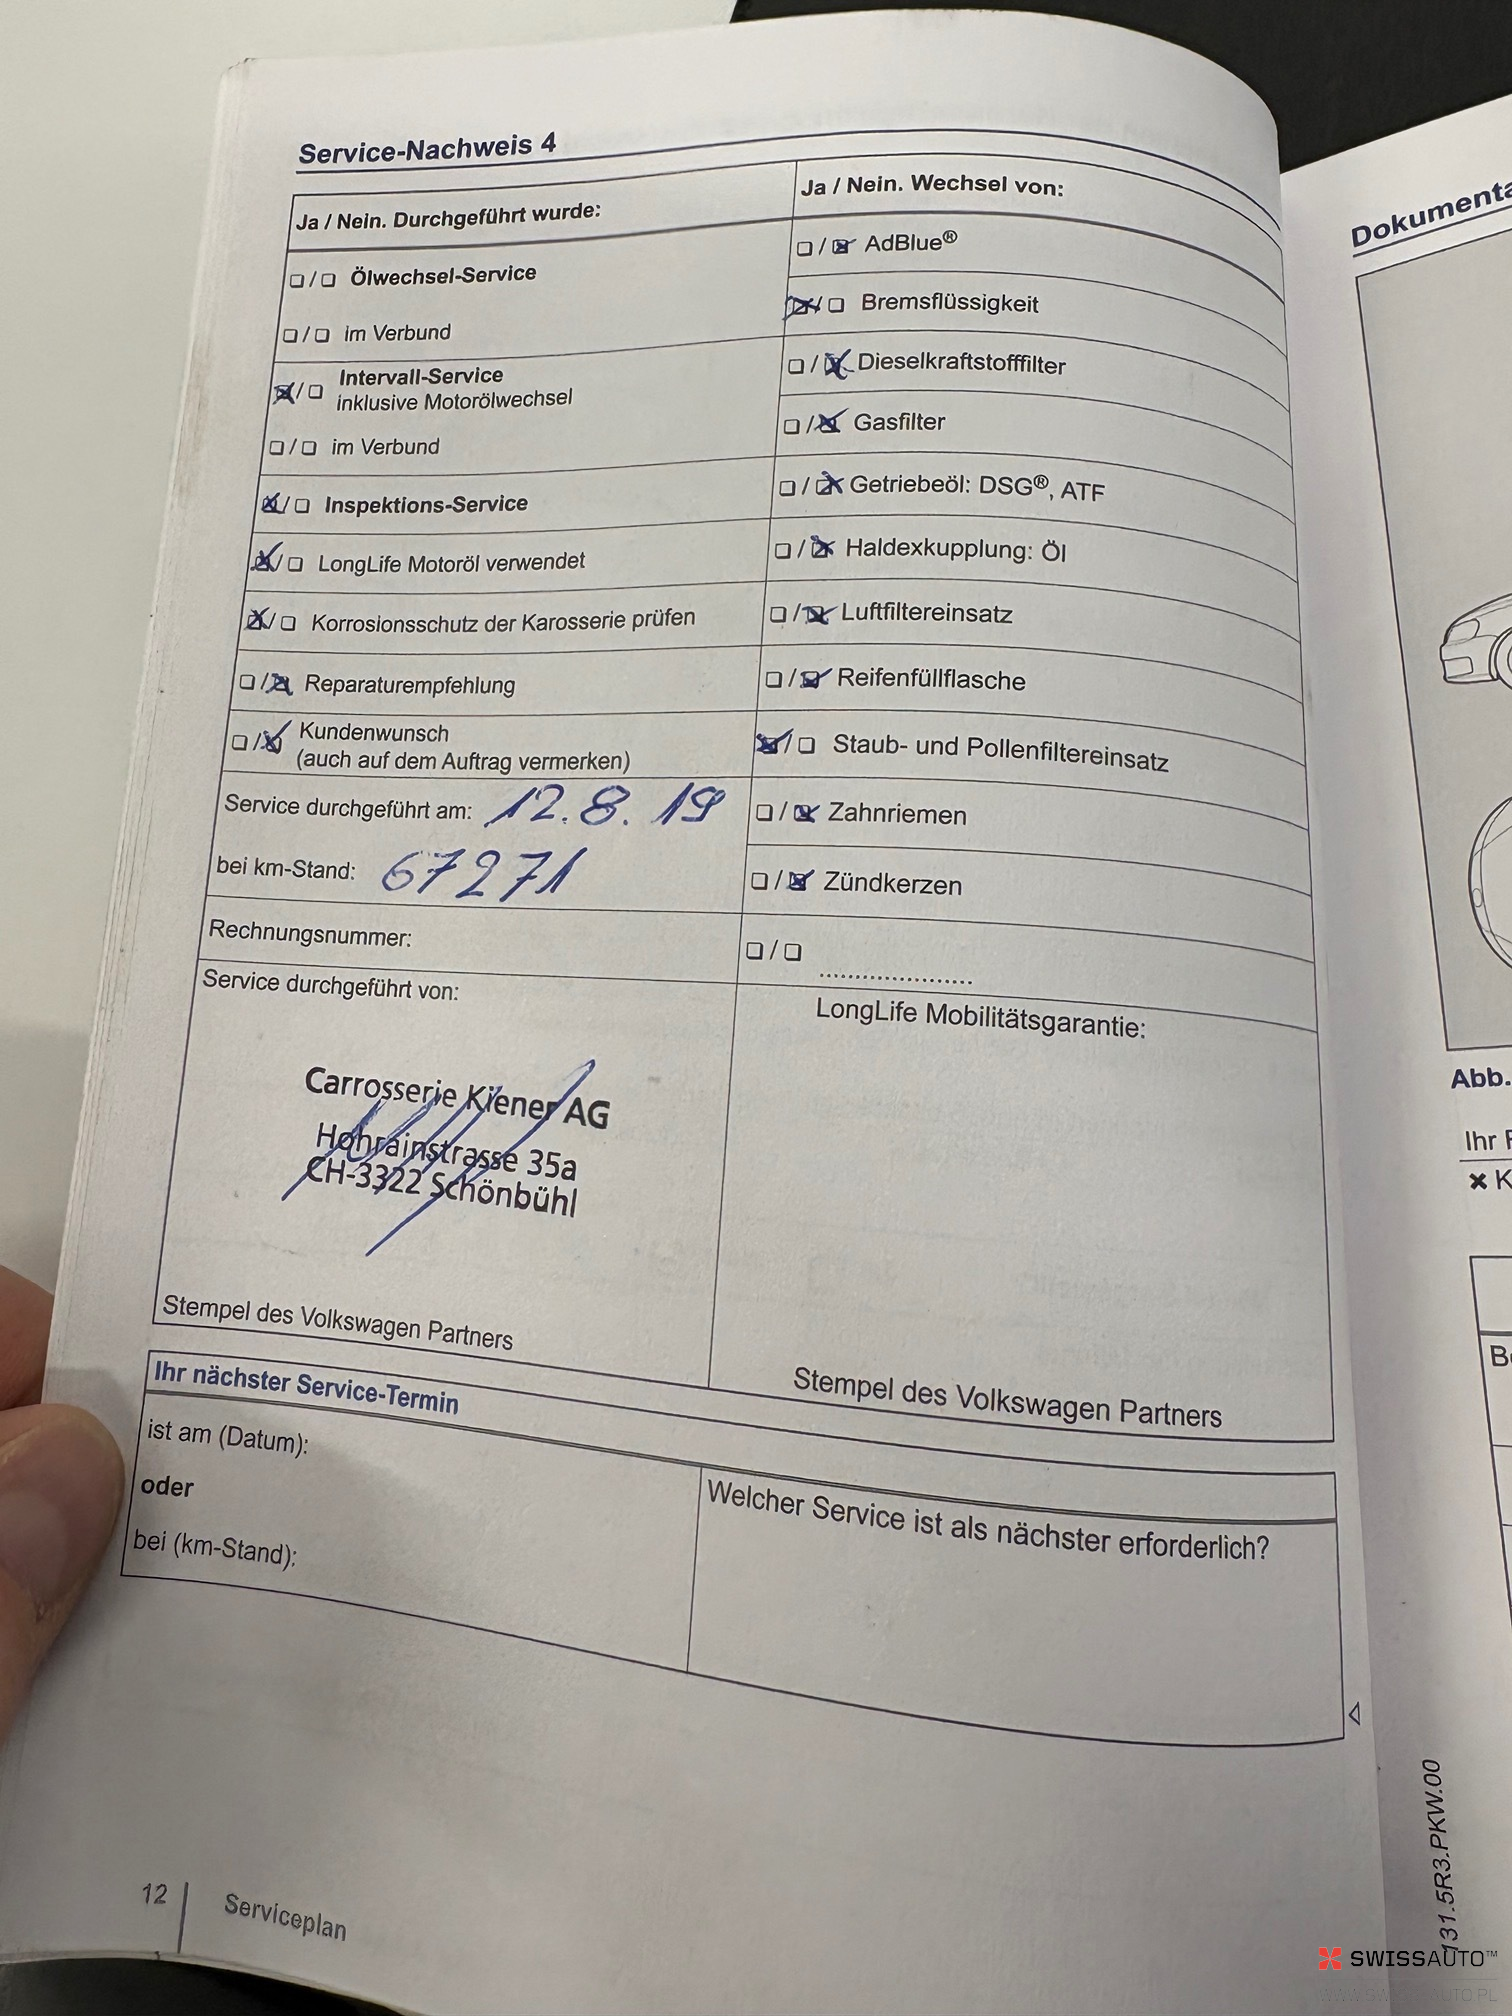 Service-Nachweis 4
Ja / Nein. Durchgeführt wurde:
Ölwechsel-Service
im Verbund
Intervall-Service
inklusive Motorölwechsel
im Verbund
Inspektions-Service
LongLife Motoröl verwendet
Korrosionsschutz der Karosserie prüfen
Reparaturempfehlung
Kundenwunsch
(auch auf dem Auftrag vermerken)
Service durchgeführt am: 12.8.19
bei km-Stand: 67271
Rechnungsnummer:
Service durchgeführt von:
Carrosserie Kiener AG
Hohrainstrasse 35a
CH-3322 Schönbühl
Stempel des Volkswagen Partners
Ja / Nein. Wechsel von:
AdBlue®
Bremsflüssigkeit
Dieselkraftstofffilter
Gasfilter
Getriebeöl: DSG®, ATF
Haldexkupplung: Öl
Luftfiltereinsatz
Reifenfüllflasche
Staub- und Pollenfiltereinsatz
Zahnriemen
Zündkerzen
LongLife Mobilitätsgarantie:
Stempel des Volkswagen Partners
Ihr nächster Service-Termin
ist am (Datum):
oder
bei (km-Stand):
Welcher Service ist als nächster erforderlich?
12
Serviceplan
Abb.
Ihr
131.5R3.PKW.00
SWISSAUTO™
WWW.SWISSAUTO.PL